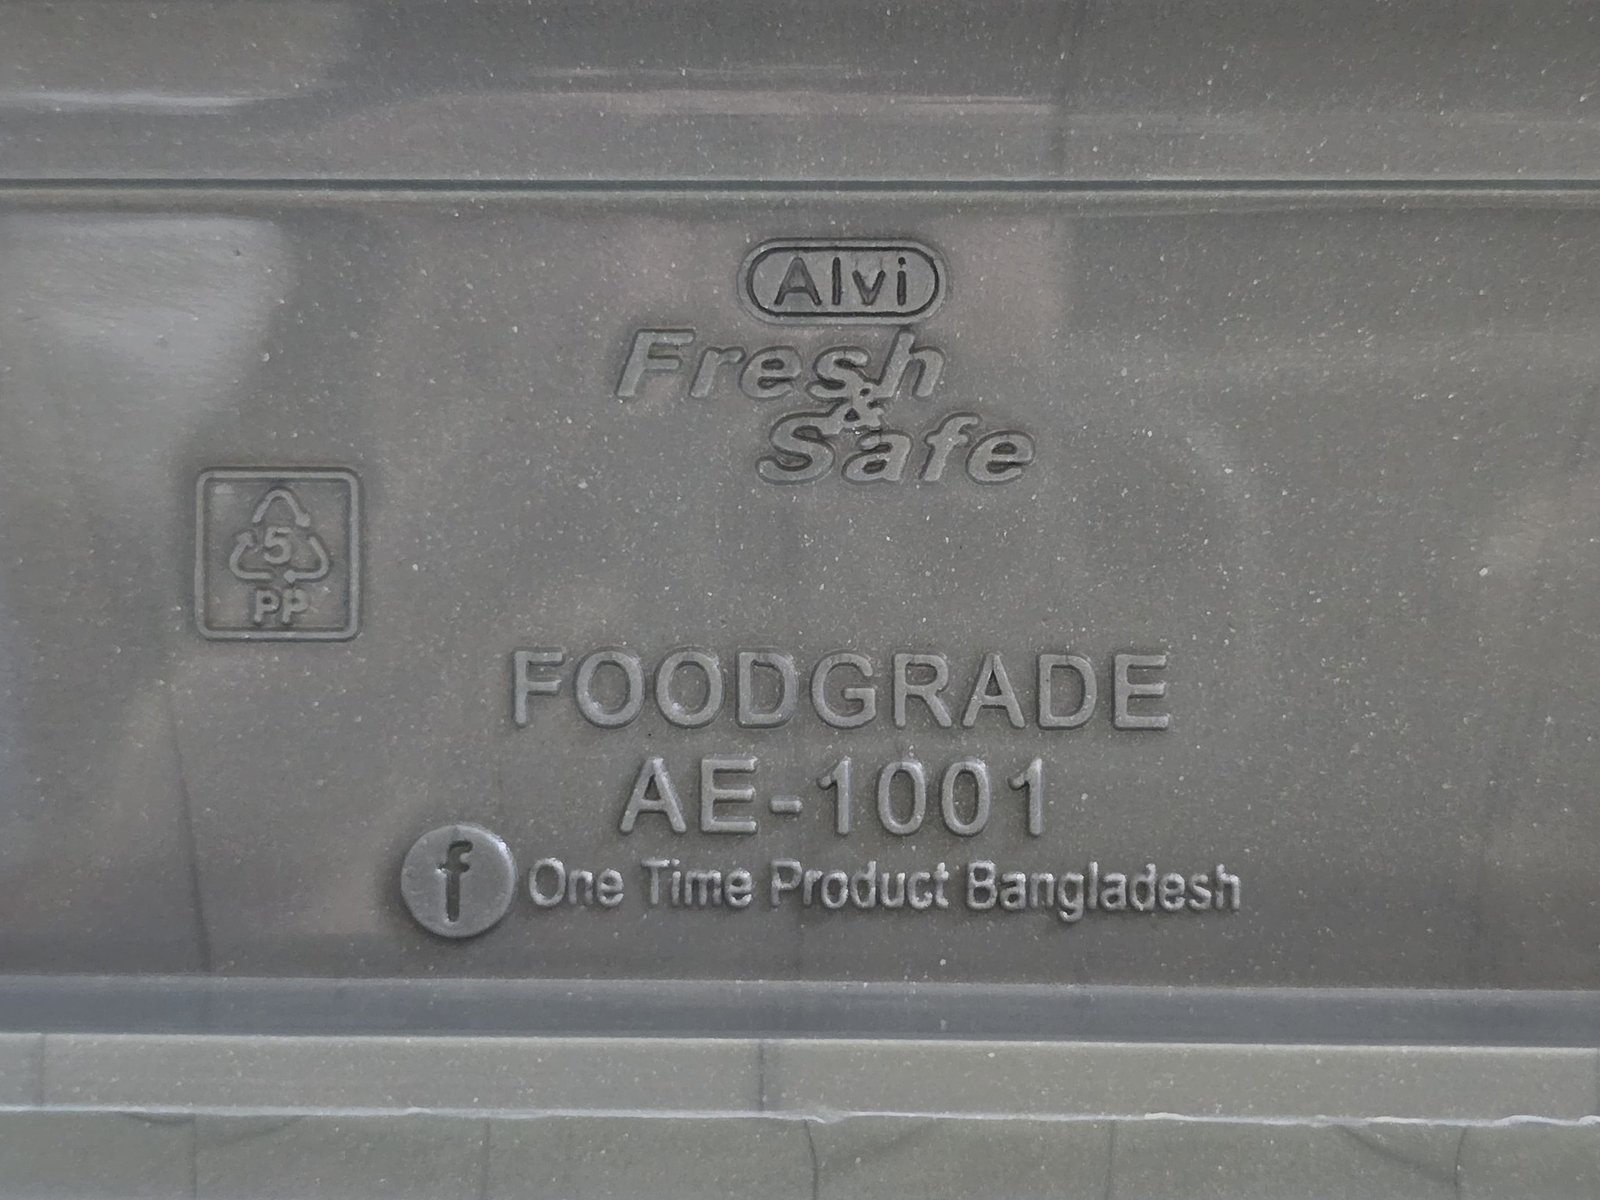 Alvi
Fresh
&
Safe
5
PP
FOODGRADE
AE-1001
f One Time Product Bangladesh